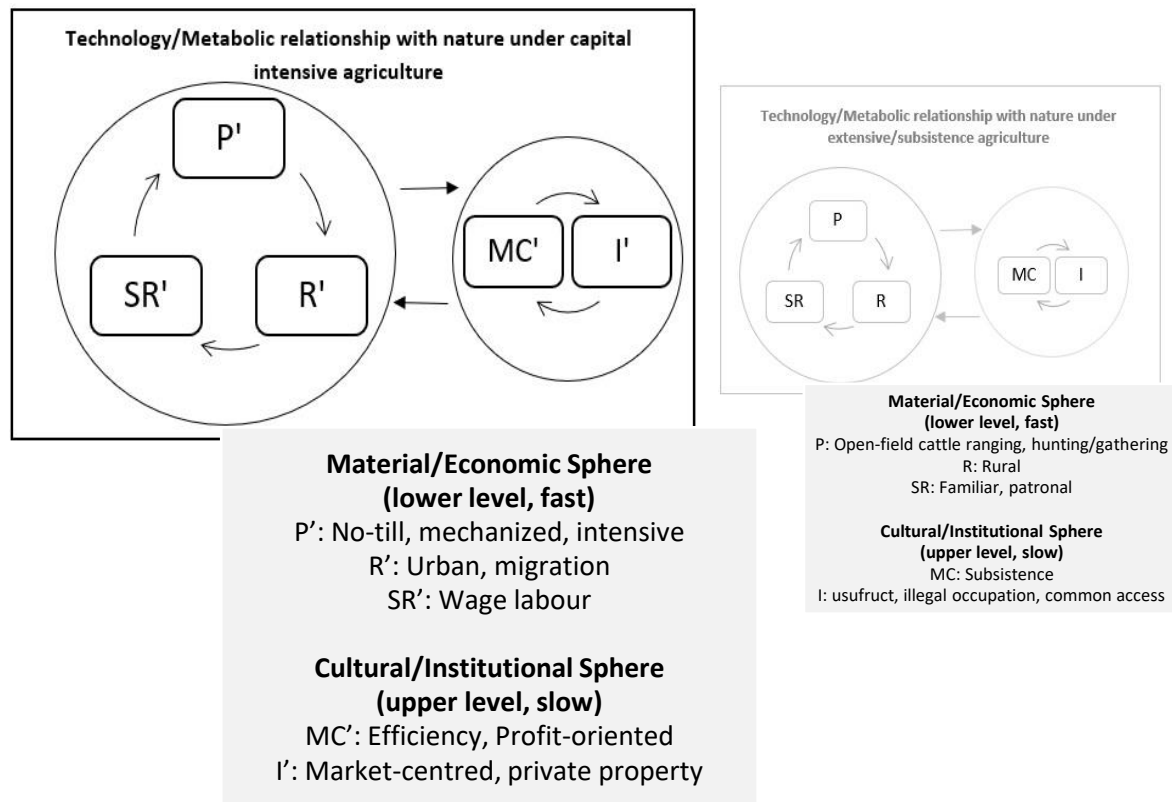 Technology/Metabolic relationship with nature under capital
intensive agriculture
P'
SR'
R'
MC'
I'
Material/Economic Sphere
(lower level, fast)
P’: No-till, mechanized, intensive
R’: Urban, migration
SR’: Wage labour
Cultural/Institutional Sphere
(upper level, slow)
MC’: Efficiency, Profit-oriented
I’: Market-centred, private property
Technology/Metabolic relationship with nature under
extensive/subsistence agriculture
P
SR
R
MC
I
Material/Economic Sphere
(lower level, fast)
P: Open-field cattle ranging, hunting/gathering
R: Rural
SR: Familiar, patronal
Cultural/Institutional Sphere
(upper level, slow)
MC: Subsistence
I: usufruct, illegal occupation, common access